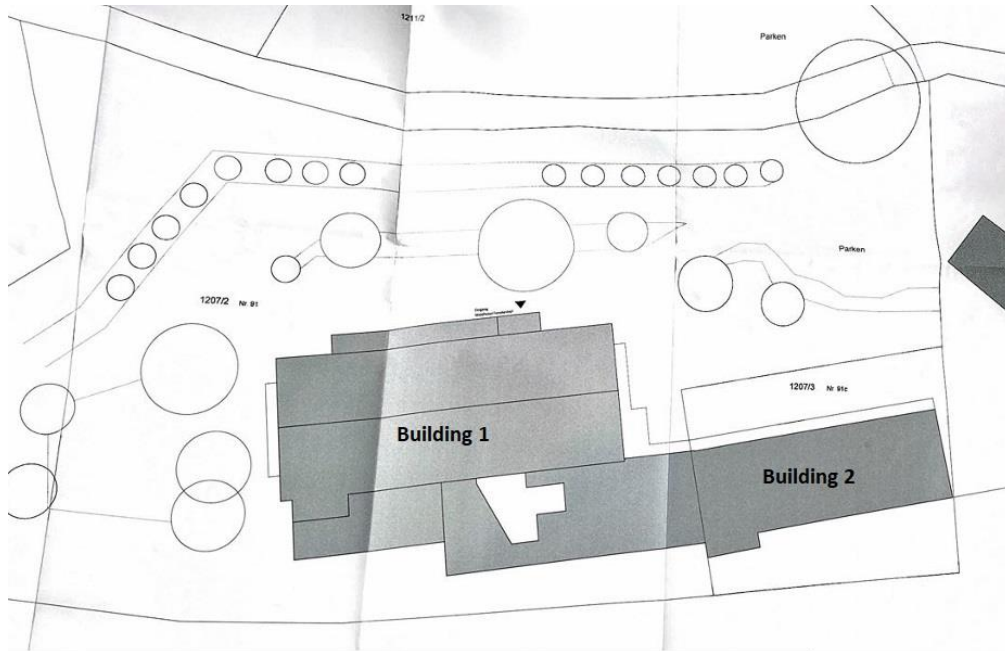 1211/2
Parken
Parken
1207/2 Nr 91
1207/3 Nr 91c
Building 1
Building 2